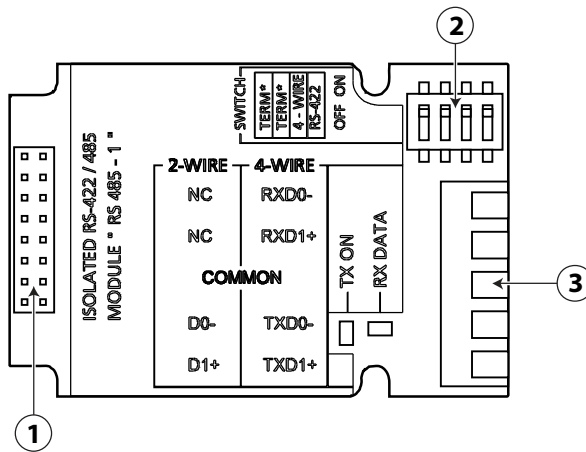 2
SWITCH
TERM*
TERM*
4 - WIRE
RS-422
OFF ON
ISOLATED RS-422 / 485
MODULE " RS 485 - 1 "
2-WIRE 4-WIRE
NC RXD0-
NC RXD1+
COMMON
D0- TXD0-
D1+ TXD1+
TX ON
RX DATA
3
1